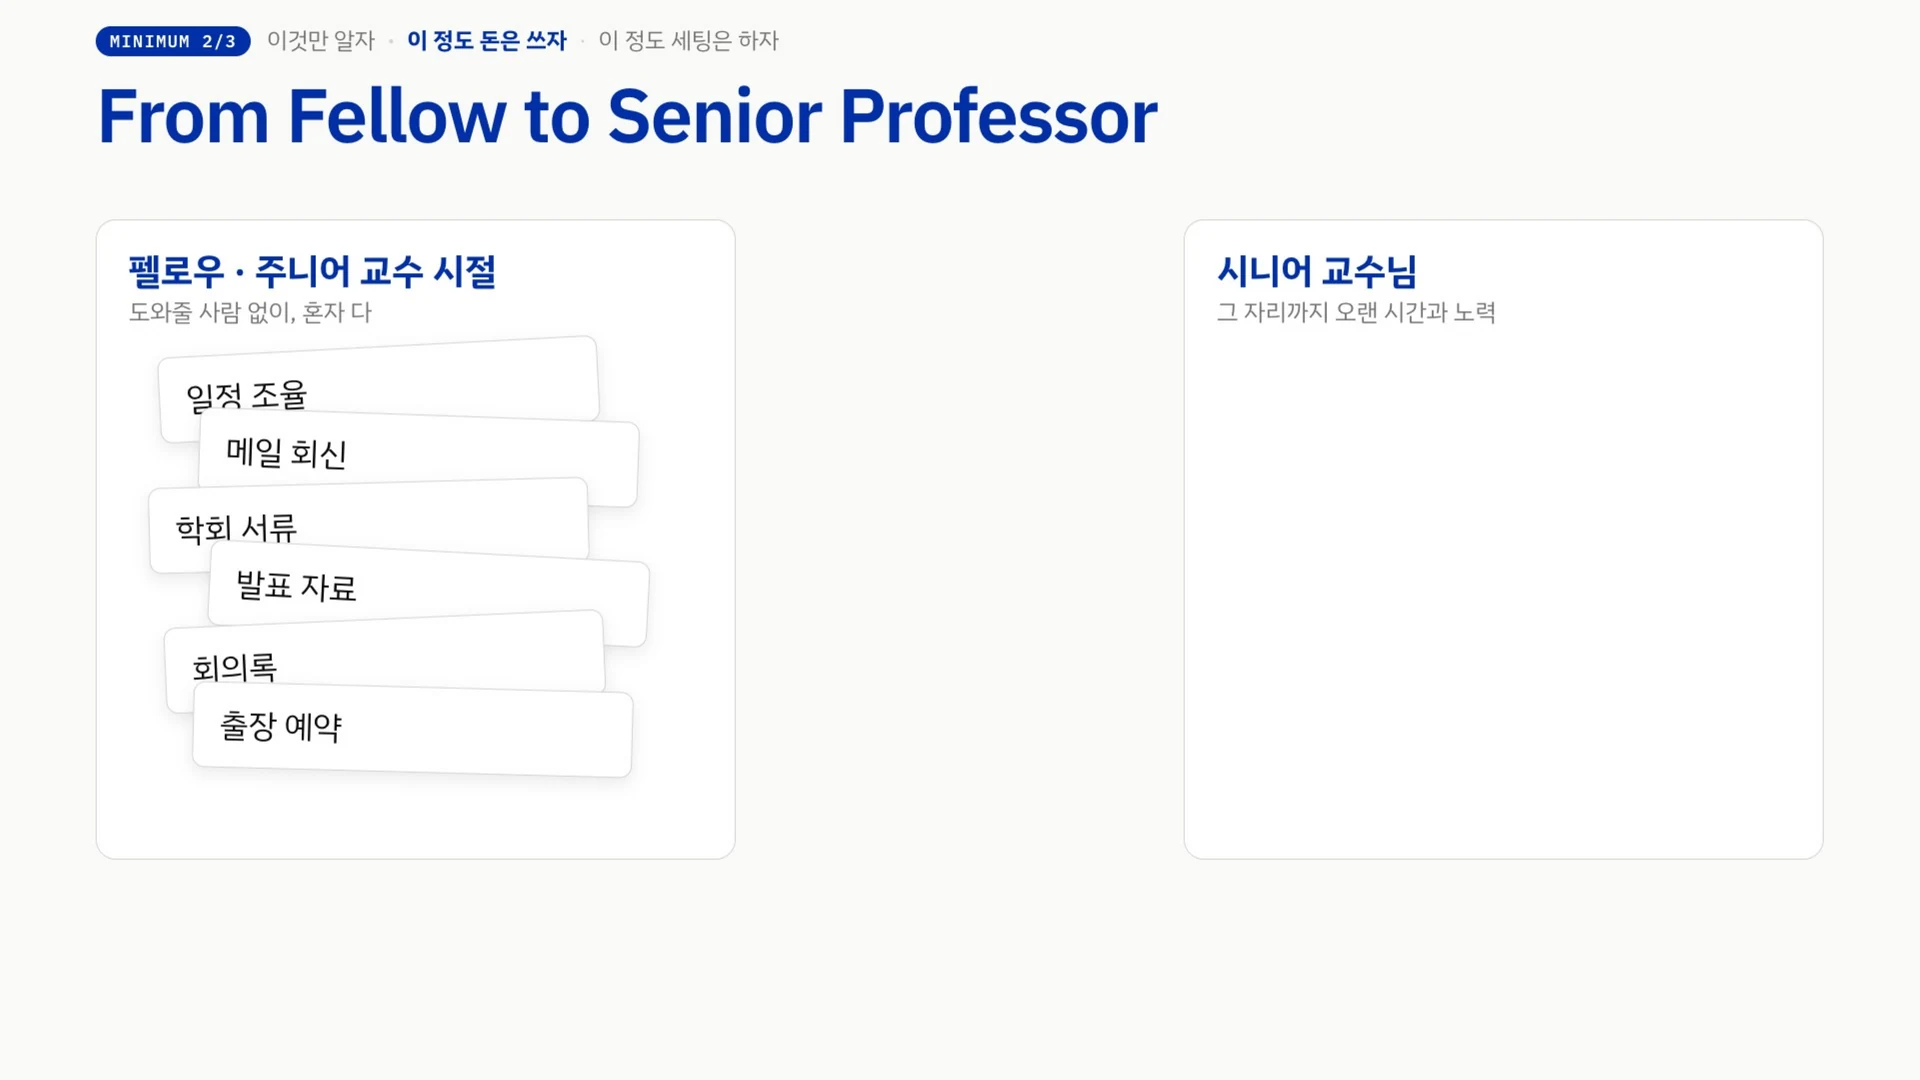 MINIMUM 2/3 이것만 알자 · 이 정도 돈은 쓰자 · 이 정도 세팅은 하자
From Fellow to Senior Professor
펠로우 · 주니어 교수 시절
도와줄 사람 없이, 혼자 다
일정 조율
메일 회신
학회 서류
발표 자료
회의록
출장 예약
시니어 교수님
그 자리까지 오랜 시간과 노력